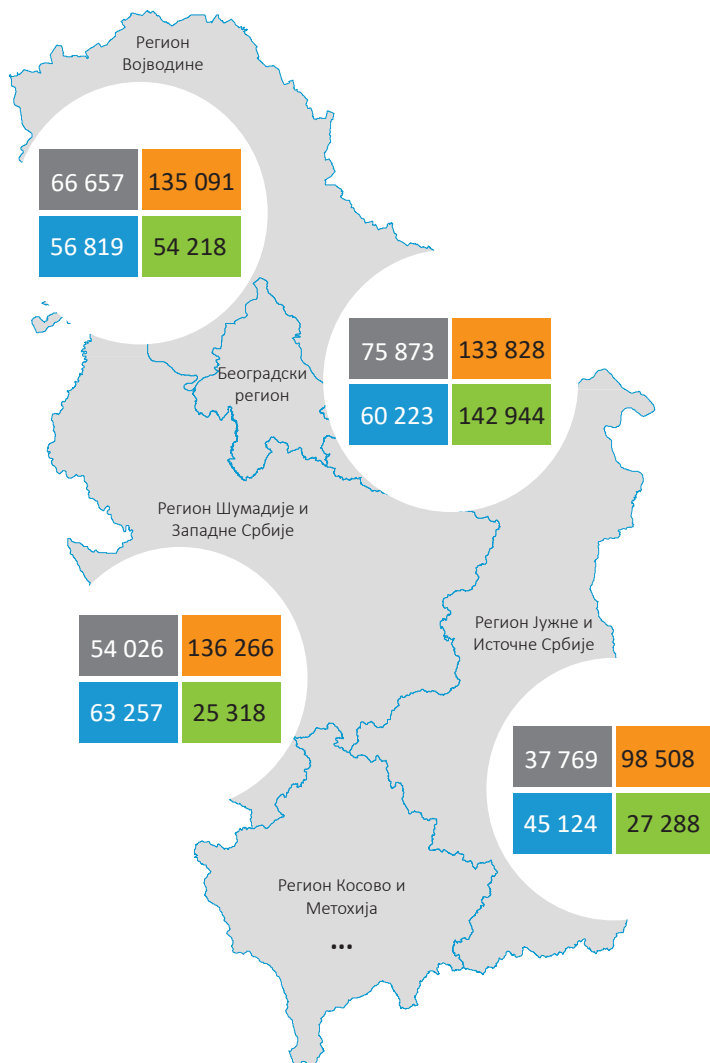 Регион
Војводине
66 657 135 091
56 819 54 218
75 873 133 828
60 223 142 944
Београдски
регион
Регион Шумадије и
Западне Србије
54 026 136 266
63 257 25 318
Регион Јужне и
Источне Србије
37 769 98 508
45 124 27 288
Регион Косово и
Метохија
...